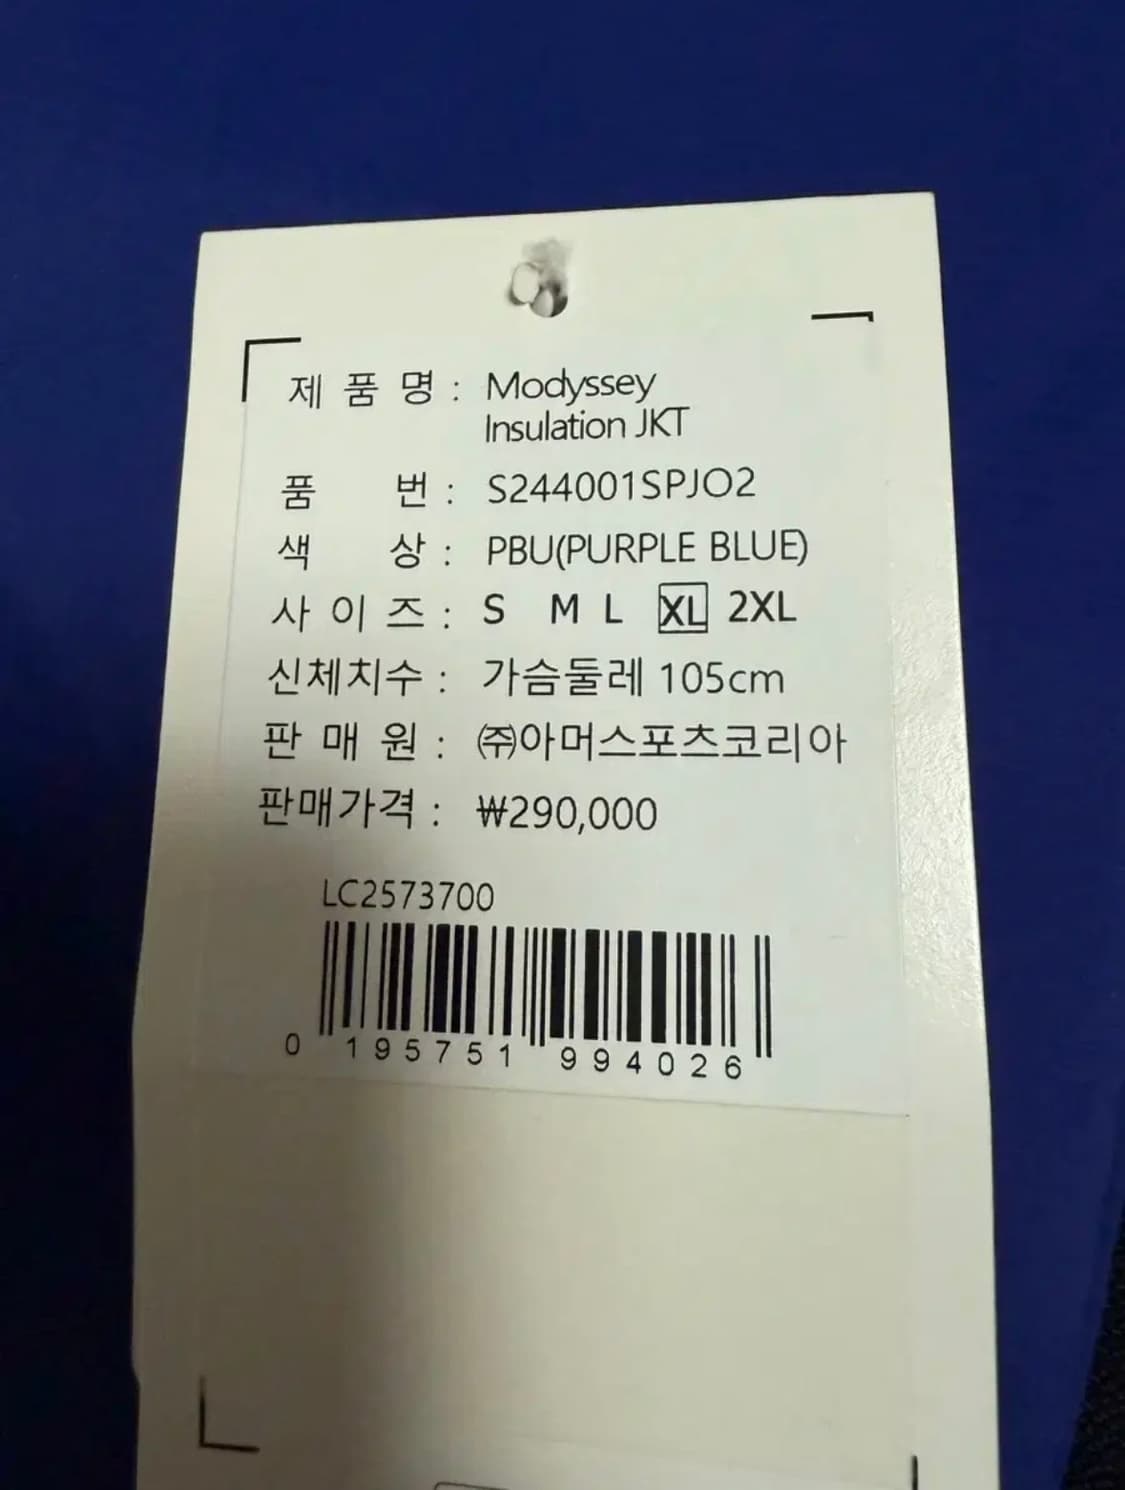 제품명 : Modyssey
Insulation JKT
품번 : S244001SPJO2
색상 : PBU(PURPLE BLUE)
사이즈 : S M L XL 2XL
신체치수 : 가슴둘레 105cm
판매원 : ㈜아머스포츠코리아
판매가격 : ₩290,000
LC2573700
0 195751 994026